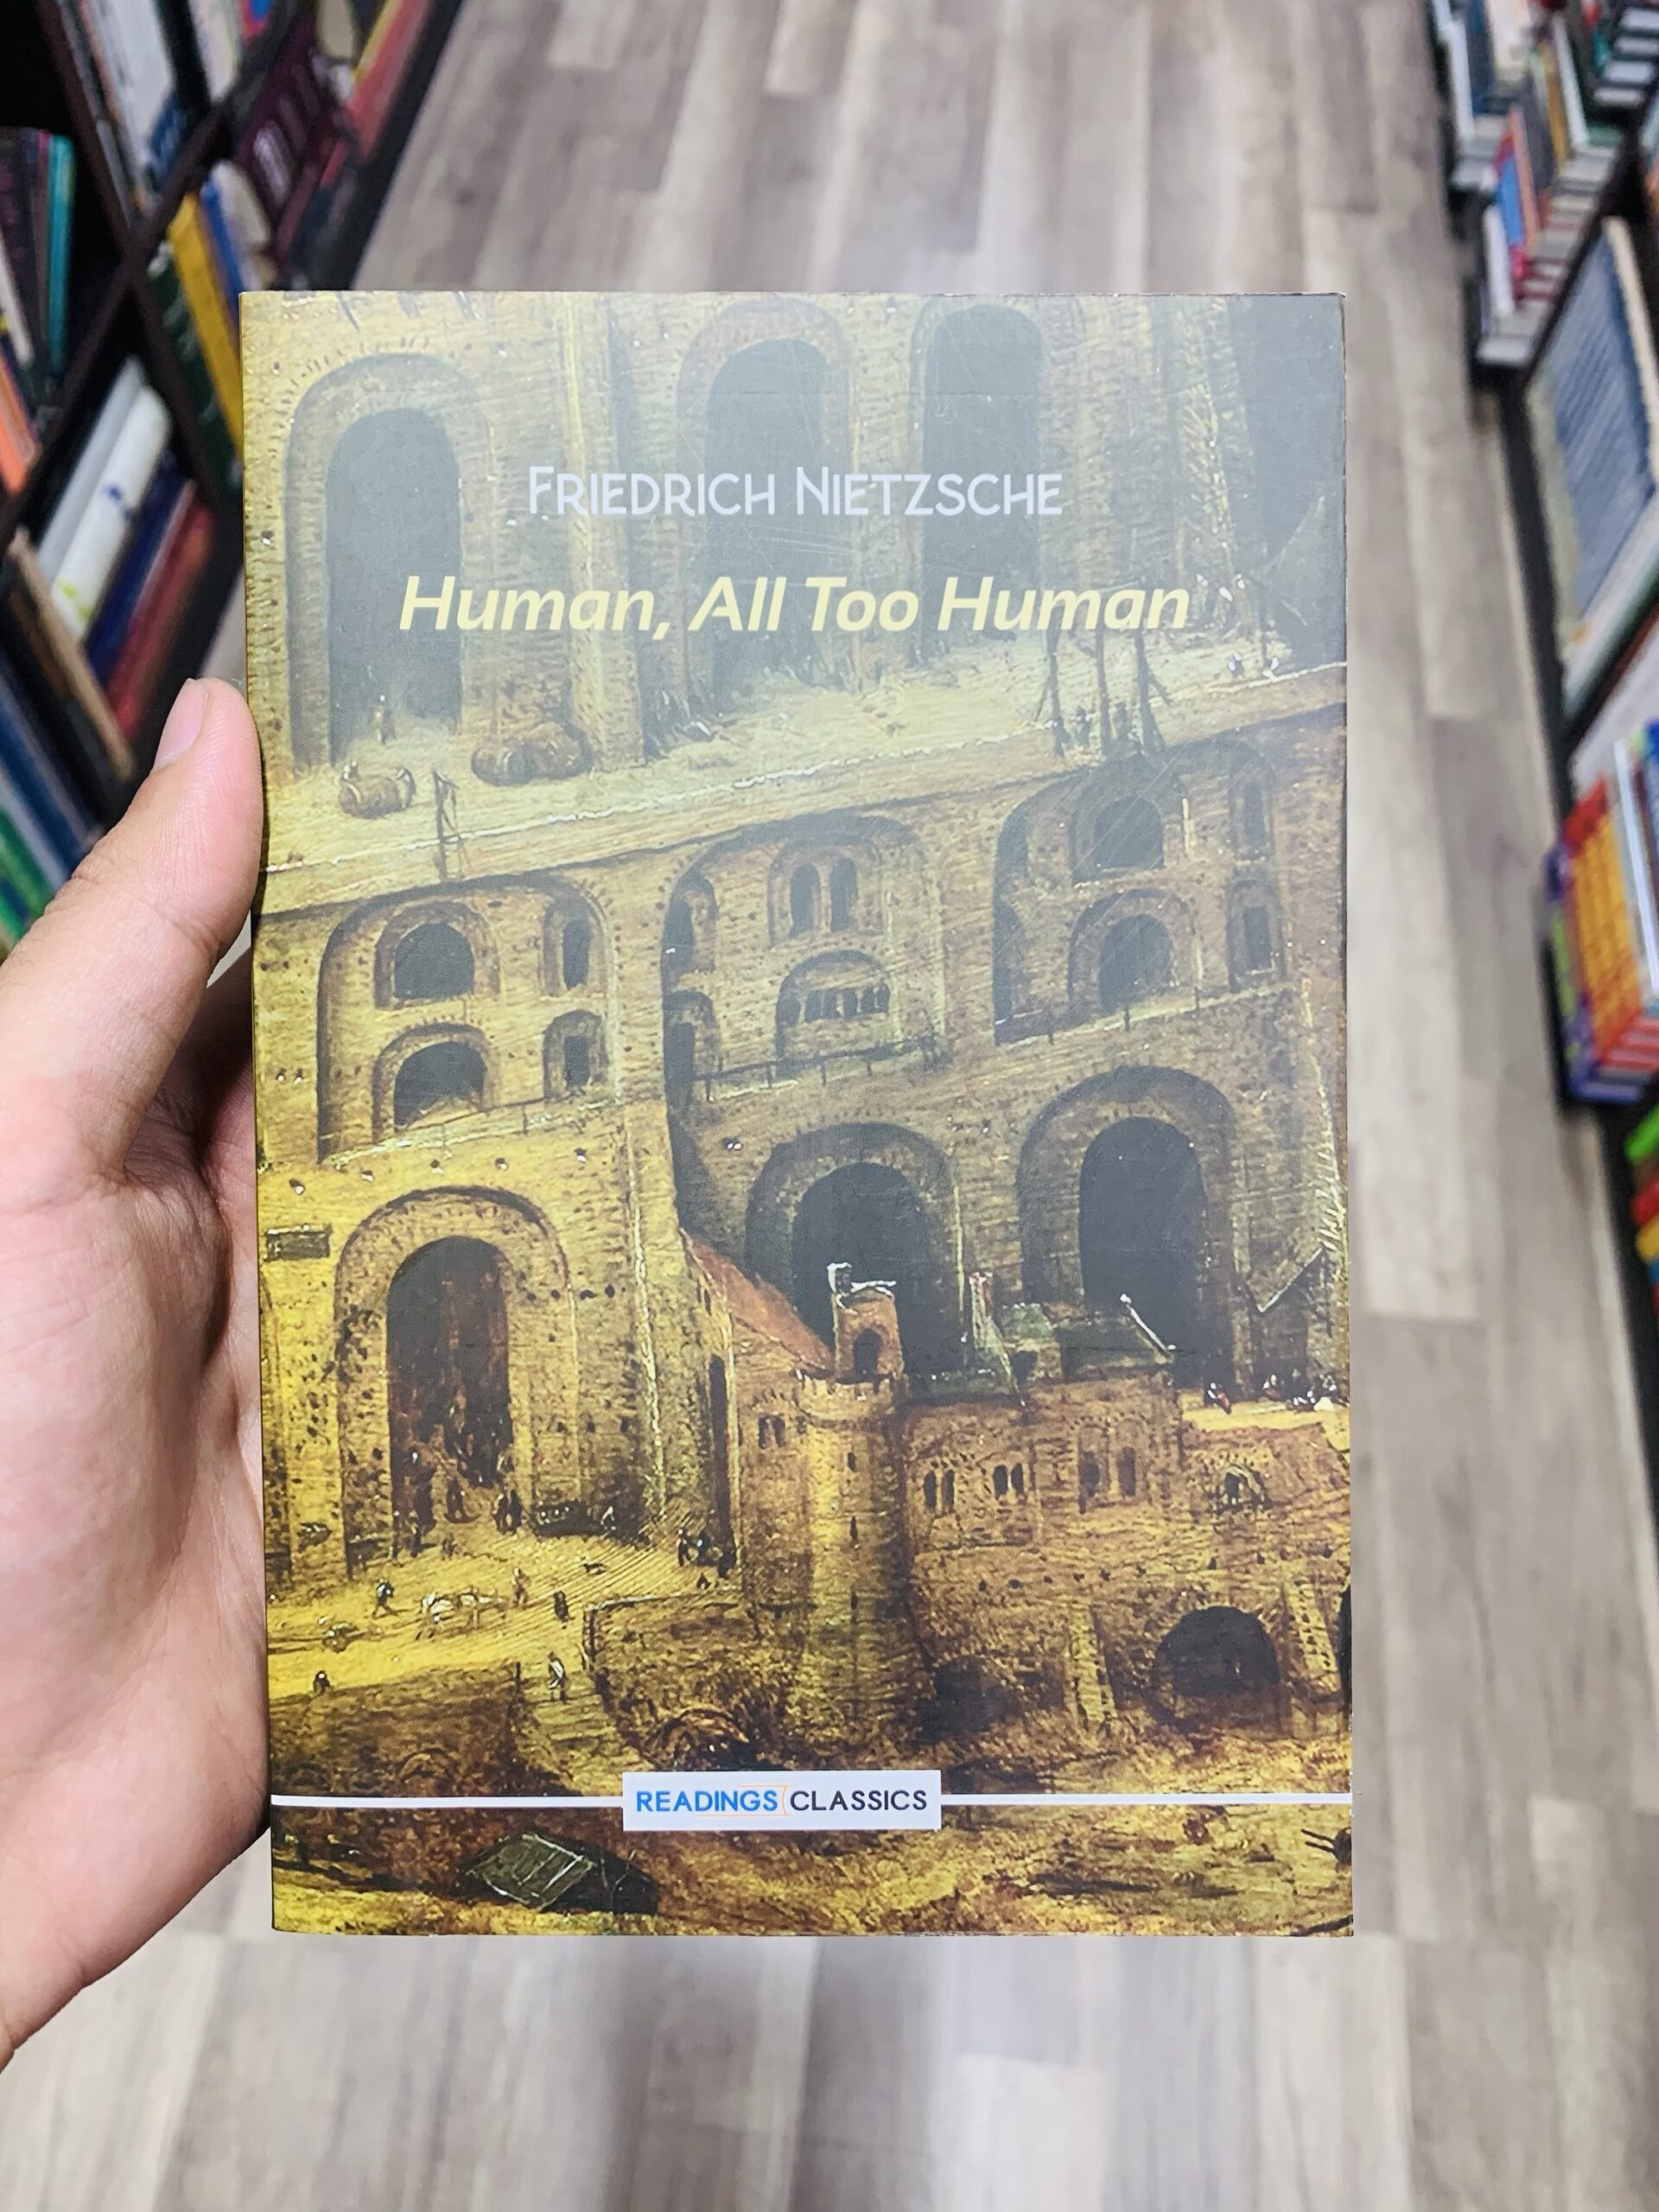 FRIEDRICH NIETZSCHE
Human, All Too Human
READINGS CLASSICS